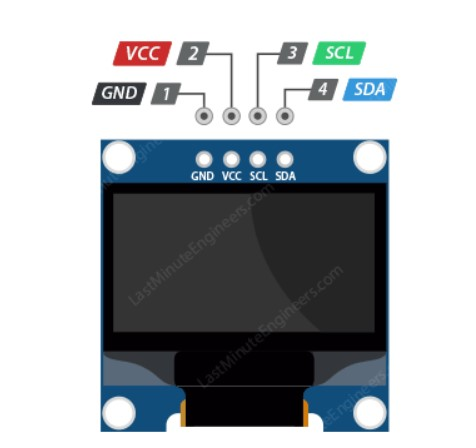 VCC 2 3 SCL
GND 1 4 SDA
GND VCC SCL SDA
LastMinuteEngineers.com
LastMinuteEngineers.com